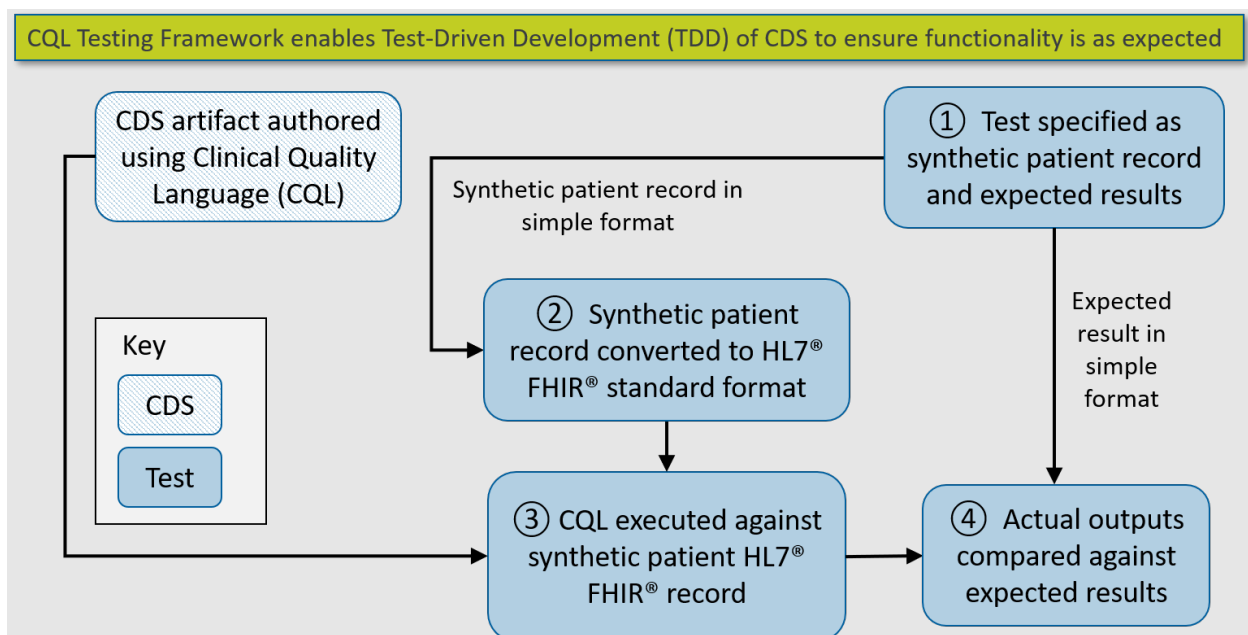 CQL Testing Framework enables Test-Driven Development (TDD) of CDS to ensure functionality is as expected
CDS artifact authored
using Clinical Quality
Language (CQL)
① Test specified as
synthetic patient record
and expected results
Synthetic patient record in
simple format
② Synthetic patient
record converted to HL7®
FHIR® standard format
Expected
result in
simple
format
Key
CDS
Test
③ CQL executed against
synthetic patient HL7®
FHIR® record
④ Actual outputs
compared against
expected results